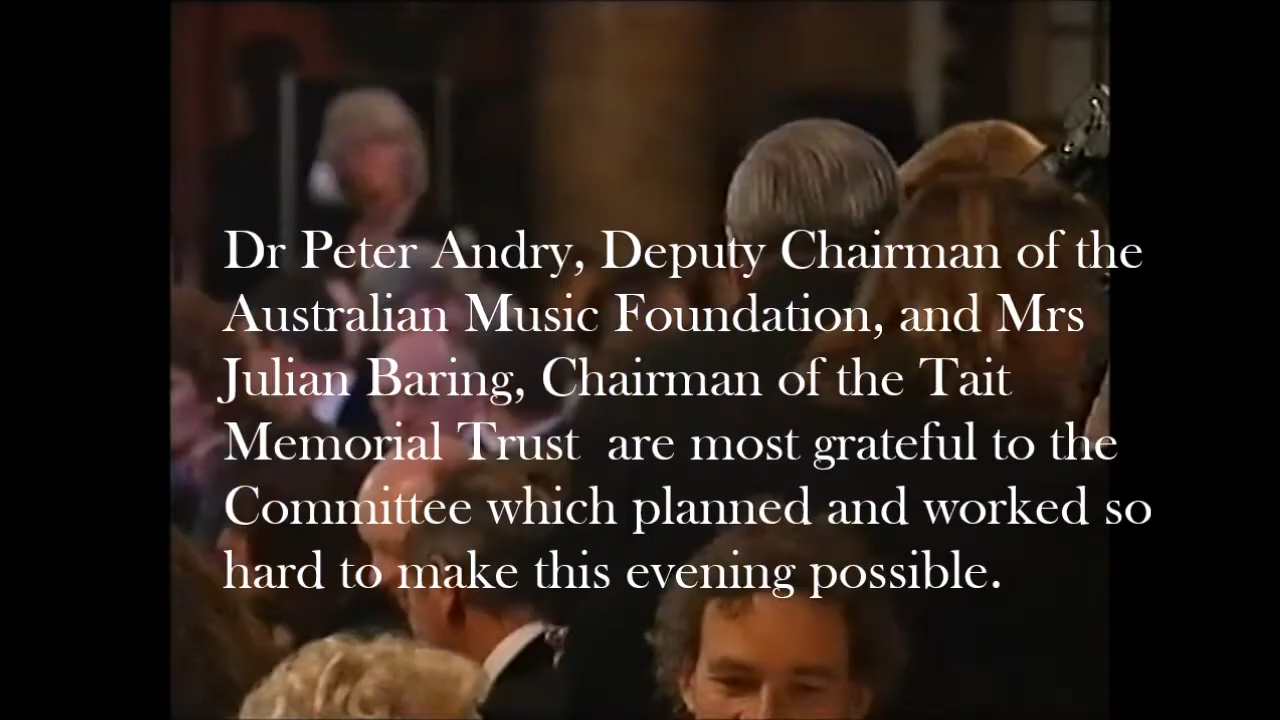 Dr Peter Andry, Deputy Chairman of the
Australian Music Foundation, and Mrs
Julian Baring, Chairman of the Tait
Memorial Trust  are most grateful to the
Committee which planned and worked so
hard to make this evening possible.